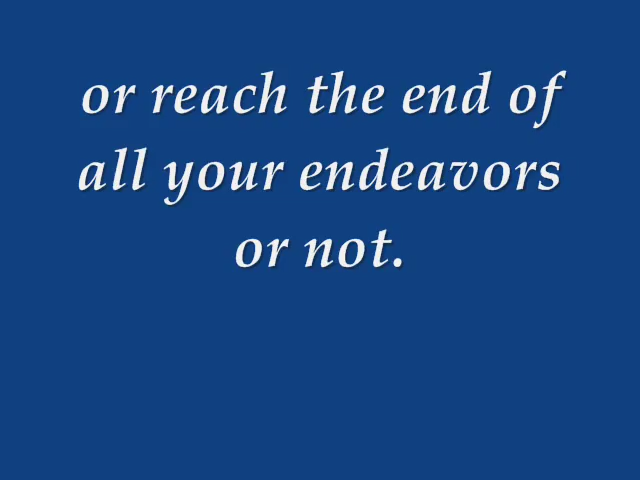 or reach the end of
all your endeavors
or not.